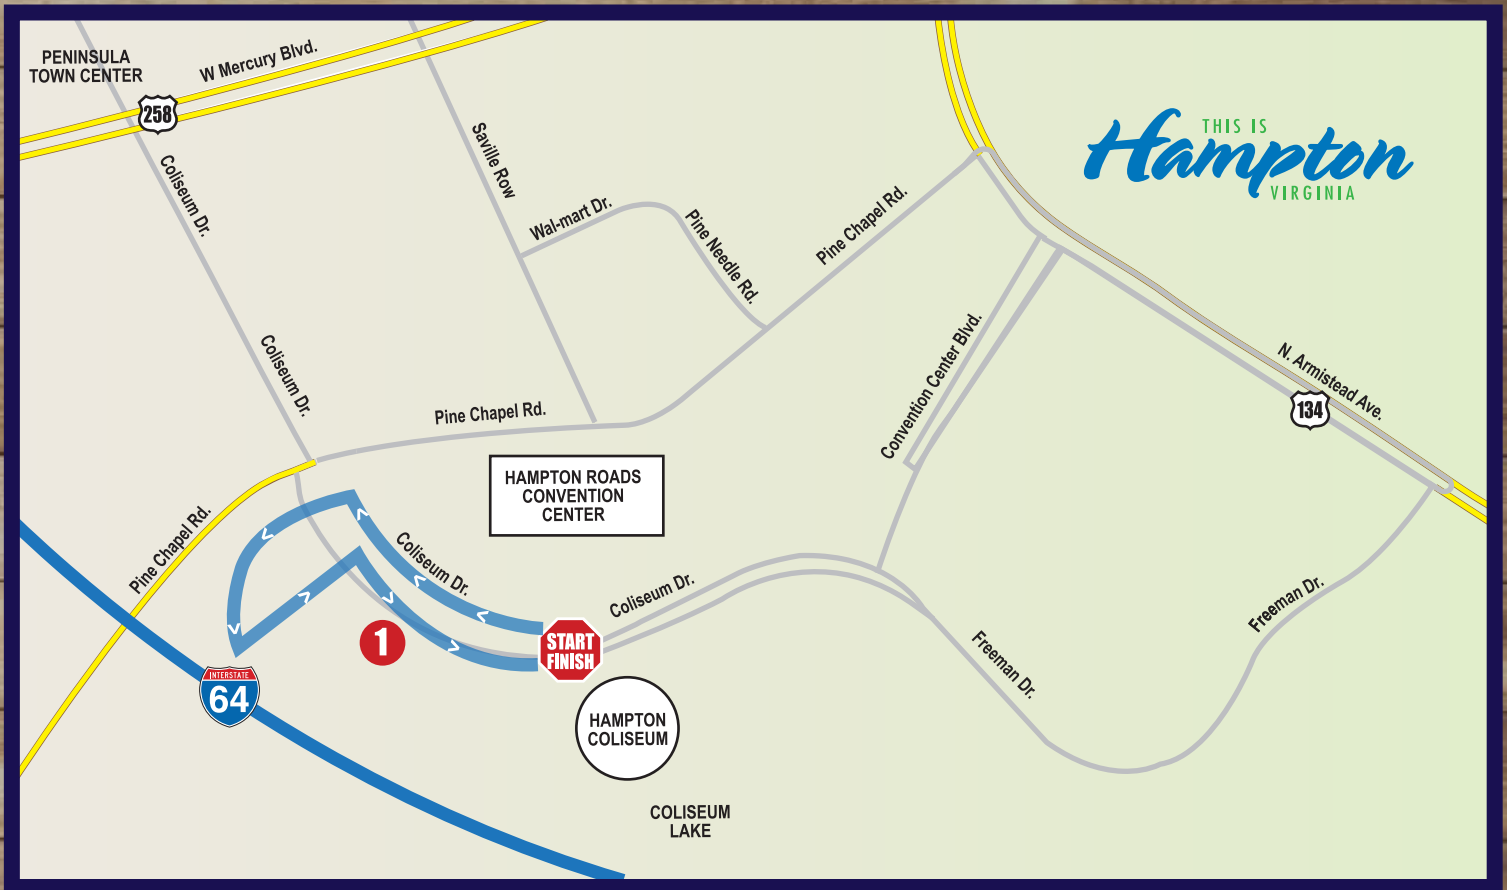 PENINSULA
TOWN CENTER
W Mercury Blvd.
258
Coliseum Dr.
Saville Row
Wal-mart Dr.
Pine Needle Rd.
Pine Chapel Rd.
THIS IS
Hampton
VIRGINIA
Coliseum Dr.
Convention Center Blvd.
N. Armistead Ave.
134
Pine Chapel Rd.
HAMPTON ROADS
CONVENTION
CENTER
Pine Chapel Rd.
Coliseum Dr.
Coliseum Dr.
Freeman Dr.
Freeman Dr.
1
START
FINISH
INTERSTATE
64
HAMPTON
COLISEUM
COLISEUM
LAKE